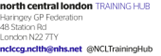 north central london TRAINING HUB
Haringey GP Federation
48 Station Rd
London N22 7TY
nclccg.nclth@nhs.net @NCLTrainingHub